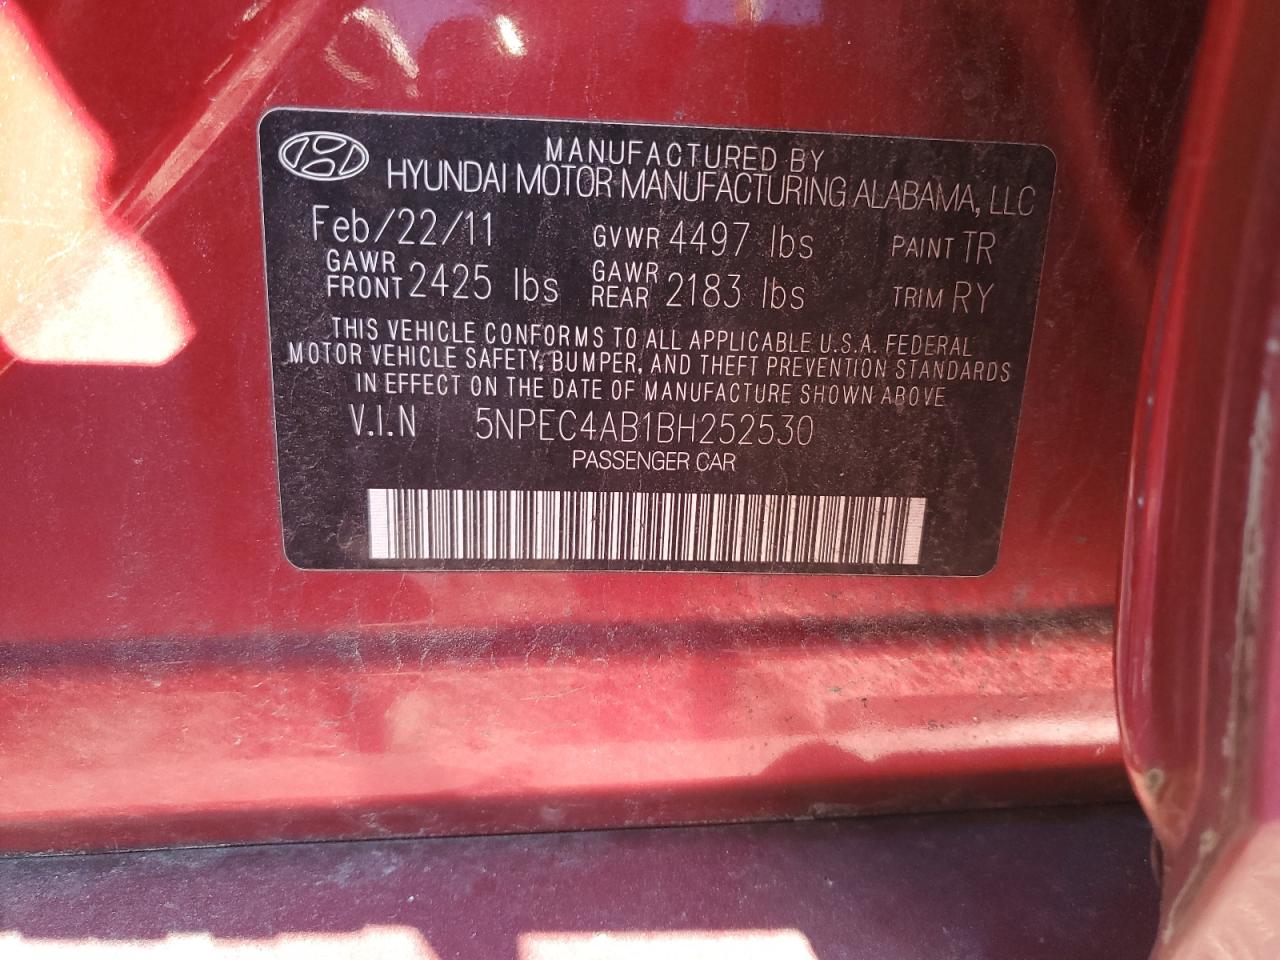 MANUFACTURED BY
HYUNDAI MOTOR MANUFACTURING ALABAMA, LLC
Feb/22/11 GVWR 4497 lbs PAINT TR
GAWR FRONT 2425 lbs GAWR REAR 2183 lbs TRIM RY
THIS VEHICLE CONFORMS TO ALL APPLICABLE U.S.A. FEDERAL
MOTOR VEHICLE SAFETY, BUMPER, AND THEFT PREVENTION STANDARDS
IN EFFECT ON THE DATE OF MANUFACTURE SHOWN ABOVE
V.I.N 5NPEC4AB1BH252530
PASSENGER CAR